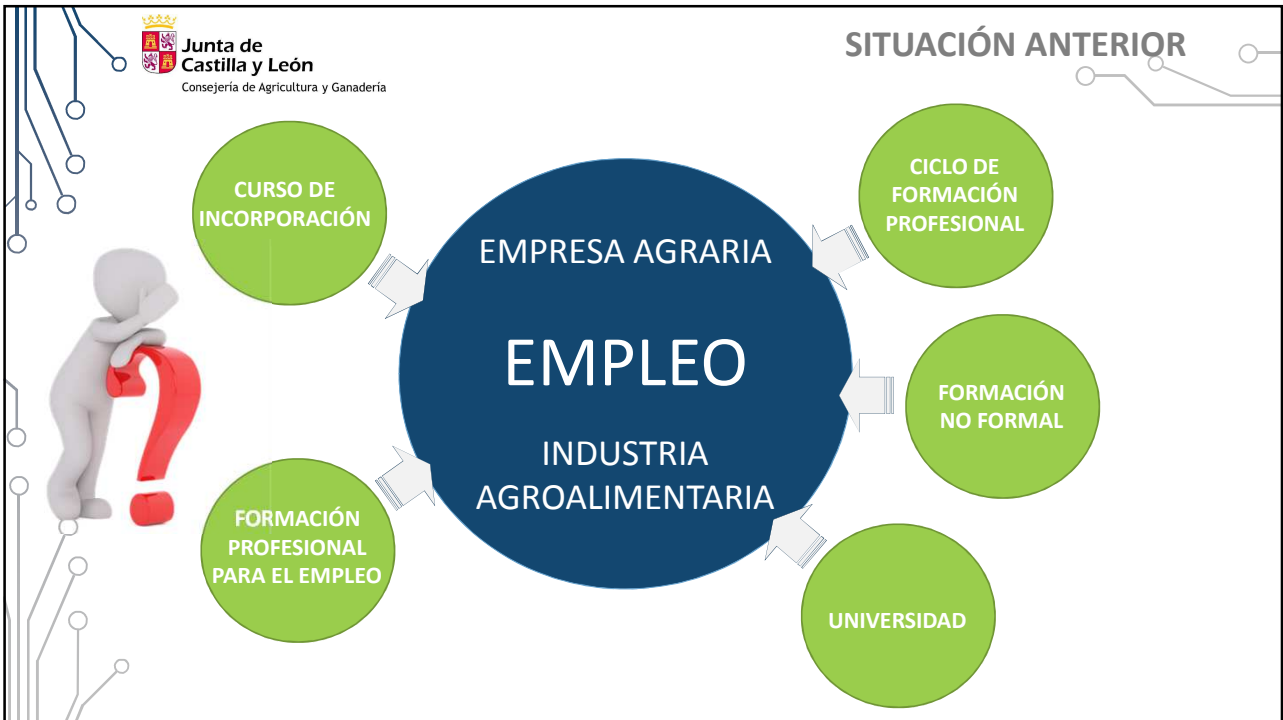 Junta de
Castilla y León
Consejería de Agricultura y Ganadería
SITUACIÓN ANTERIOR
CURSO DE
INCORPORACIÓN
CICLO DE
FORMACIÓN
PROFESIONAL
EMPRESA AGRARIA
EMPLEO
INDUSTRIA
AGROALIMENTARIA
FORMACIÓN
NO FORMAL
FORMACIÓN
PROFESIONAL
PARA EL EMPLEO
UNIVERSIDAD